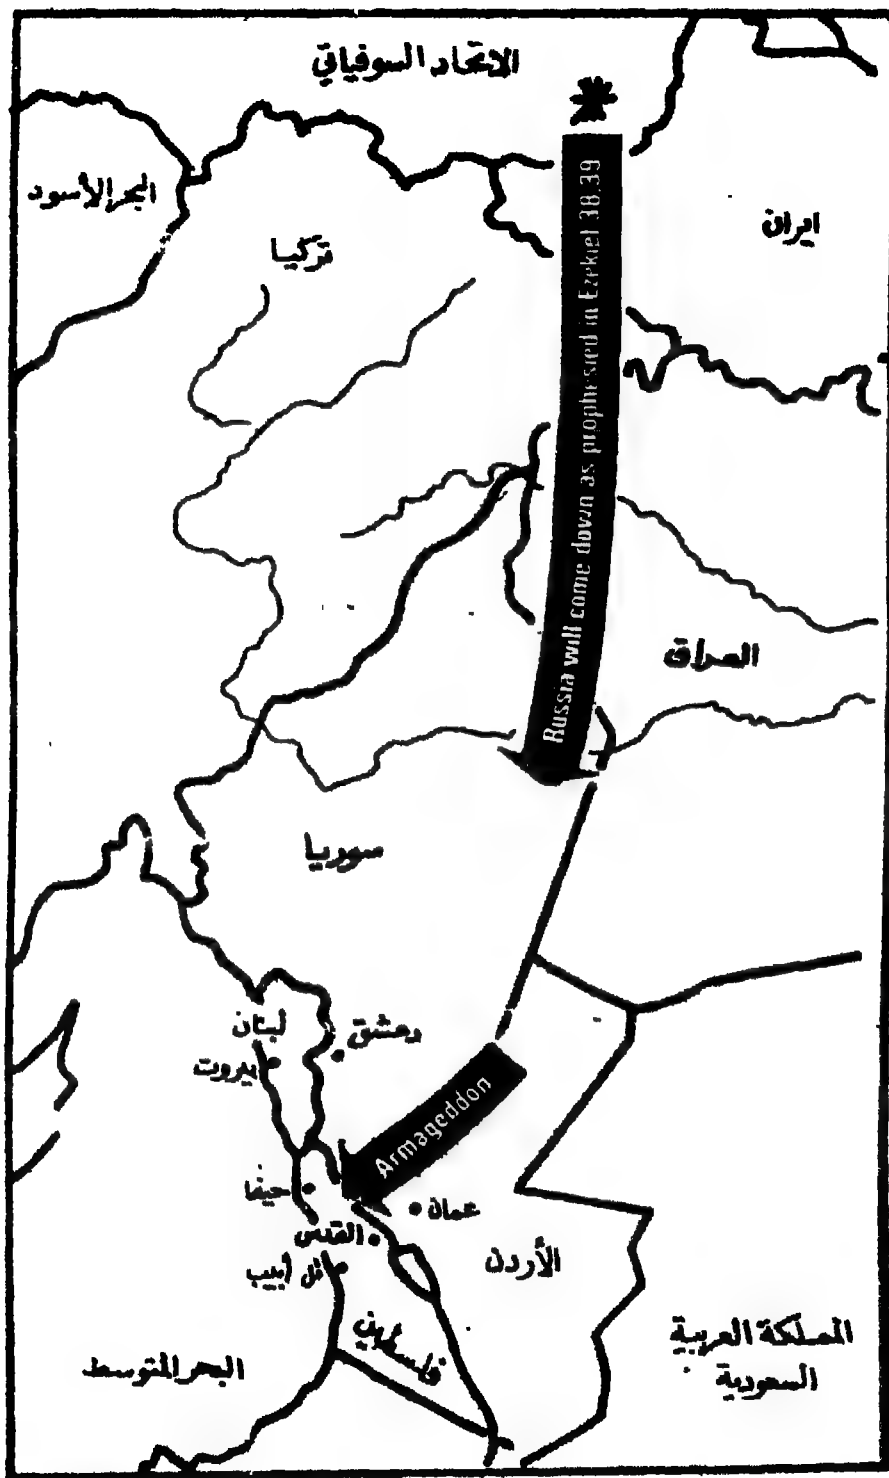 الاتحاد السوفياتي
البحر الأسود
تركيا
ايران
Russia will come down as prophesied in Ezekiel 38,39
العراق
سوريا
لبنان
دمشق
بيروت
Armageddon
حيفا
عمان
القدس
تل أبيب
الأردن
فلسطين
المملكة العربية
السعودية
البحر المتوسط